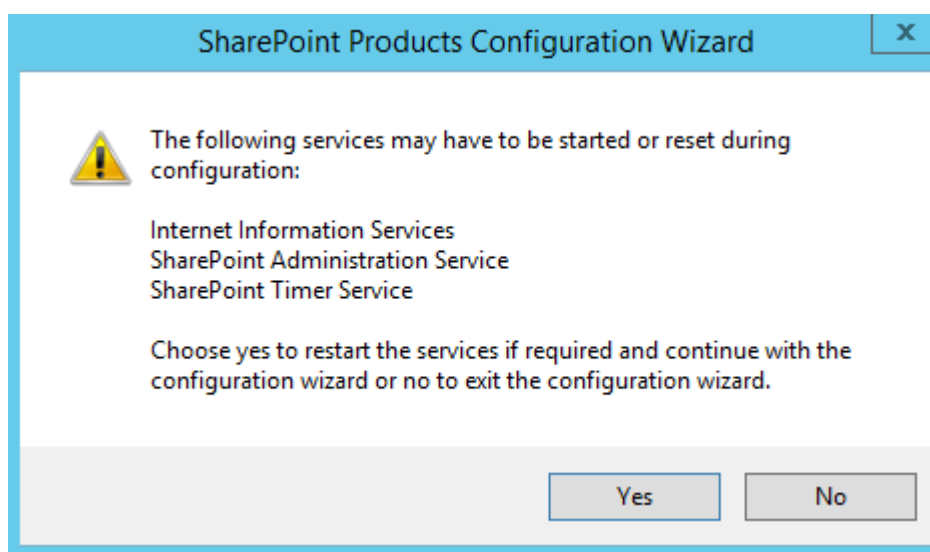 SharePoint Products Configuration Wizard
x
The following services may have to be started or reset during
configuration:
Internet Information Services
SharePoint Administration Service
SharePoint Timer Service
Choose yes to restart the services if required and continue with the
configuration wizard or no to exit the configuration wizard.
Yes No